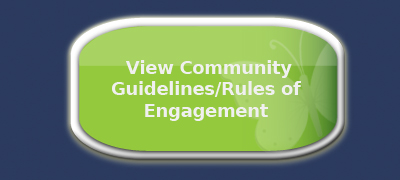 View Community
Guidelines/Rules of
Engagement